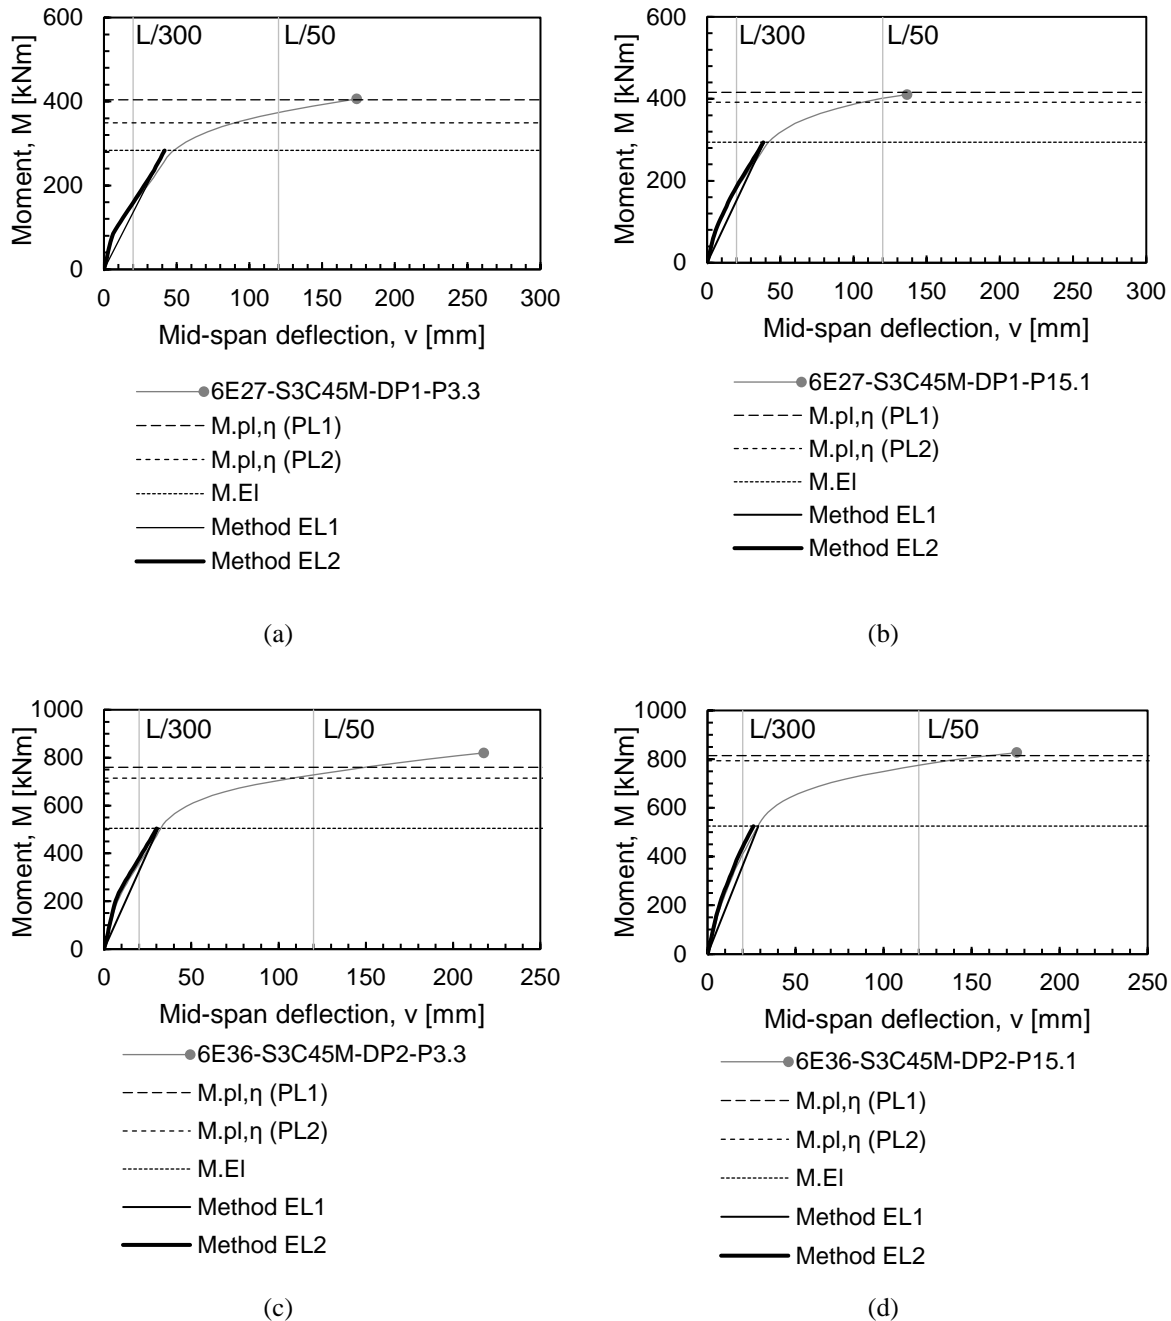 600
400
200
0
Moment, M [kNm]
L/300
L/50
0 50 100 150 200 250 300
Mid-span deflection, v [mm]
6E27-S3C45M-DP1-P3.3
M.pl,η (PL1)
M.pl,η (PL2)
M.El
Method EL1
Method EL2
(a)
600
400
200
0
Moment, M [kNm]
L/300
L/50
0 50 100 150 200 250 300
Mid-span deflection, v [mm]
6E27-S3C45M-DP1-P15.1
M.pl,η (PL1)
M.pl,η (PL2)
M.El
Method EL1
Method EL2
(b)
1000
800
600
400
200
0
Moment, M [kNm]
L/300
L/50
0 50 100 150 200 250
Mid-span deflection, v [mm]
6E36-S3C45M-DP2-P3.3
M.pl,η (PL1)
M.pl,η (PL2)
M.El
Method EL1
Method EL2
(c)
1000
800
600
400
200
0
Moment, M [kNm]
L/300
L/50
0 50 100 150 200 250
Mid-span deflection, v [mm]
6E36-S3C45M-DP2-P15.1
M.pl,η (PL1)
M.pl,η (PL2)
M.El
Method EL1
Method EL2
(d)